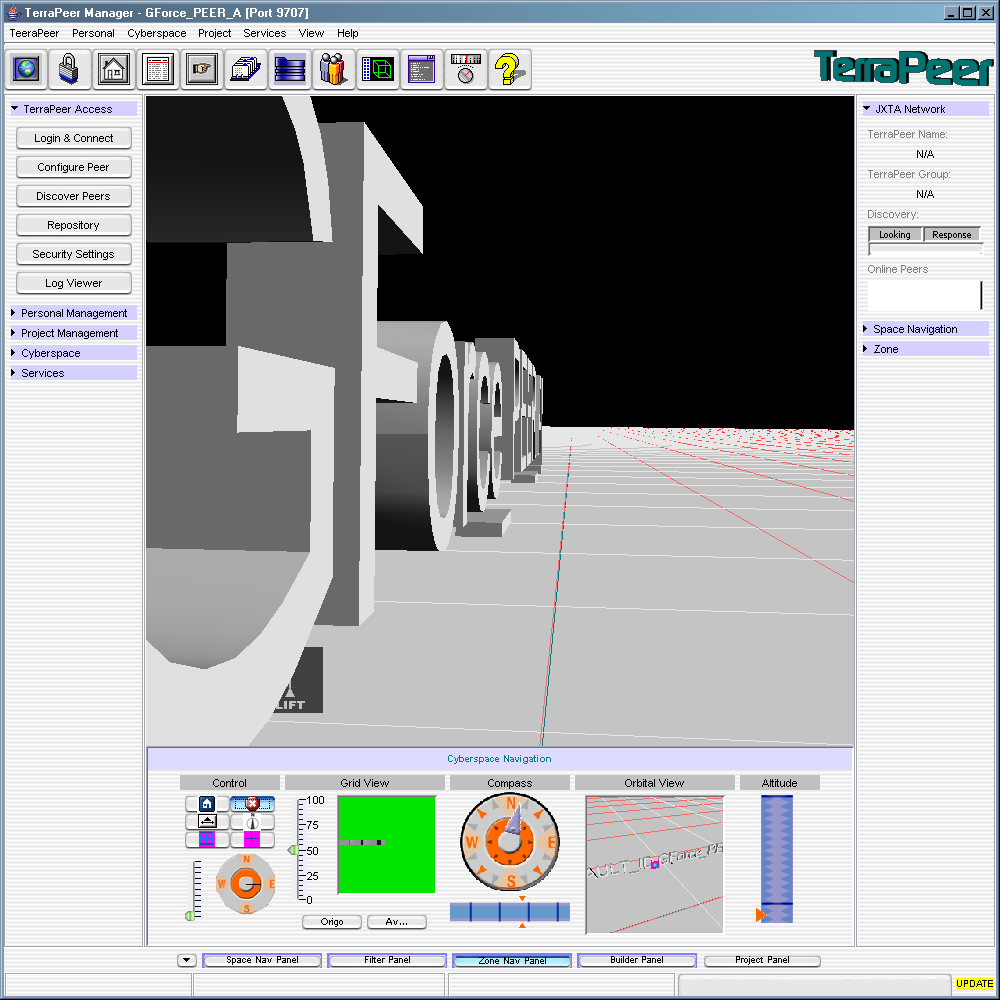 TerraPeer Manager - GForce_PEER_A [Port 9707]
TeeraPeer Personal Cyberspace Project Services View Help
TerraPeer
TerraPeer Access
Login & Connect
Configure Peer
Discover Peers
Repository
Security Settings
Log Viewer
Personal Management
Project Management
Cyberspace
Services
LIFT
JXTA Network
TerraPeer Name:
N/A
TerraPeer Group:
N/A
Discovery:
Looking Response
Online Peers
Space Navigation
Zone
Cyberspace Navigation
Control Grid View Compass Orbital View Altitude
100
75
50
25
0
N
W E
S
N
W E
S
AULT_ID GForce_PE
Origo Av...
Space Nav Panel Filter Panel Zone Nav Panel Builder Panel Project Panel
UPDATE